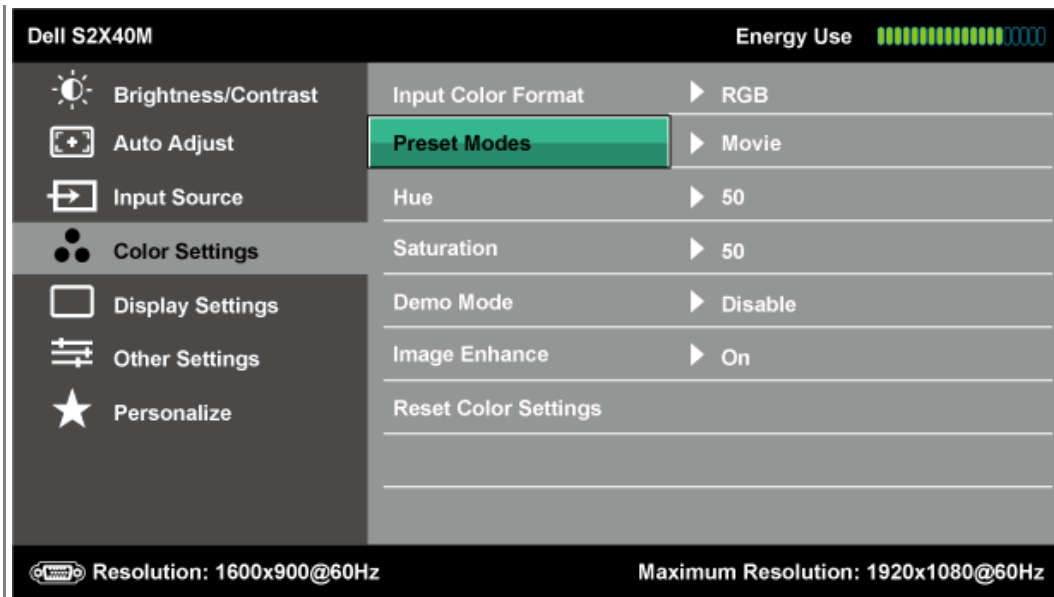 Dell S2X40M Energy Use
Brightness/Contrast Input Color Format RGB
Auto Adjust Preset Modes Movie
Input Source Hue 50
Color Settings Saturation 50
Display Settings Demo Mode Disable
Other Settings Image Enhance On
Personalize Reset Color Settings
Resolution: 1600x900@60Hz Maximum Resolution: 1920x1080@60Hz